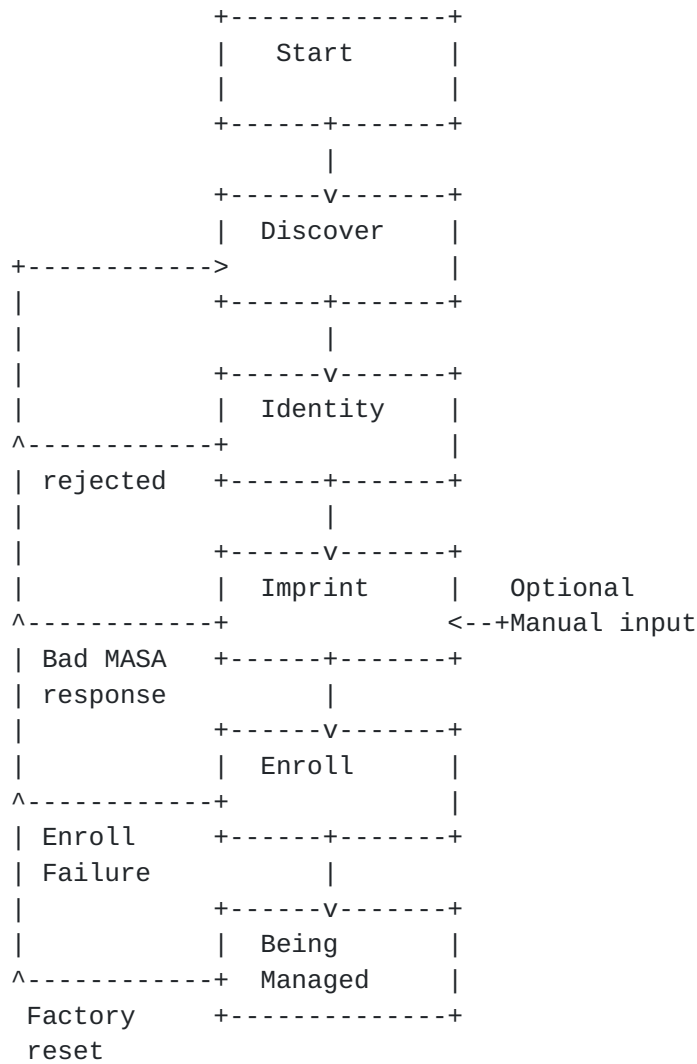 Start
Discover
Identity
rejected
Imprint Optional
Manual input
Bad MASA
response
Enroll
Enroll
Failure
Being
Managed
Factory
reset